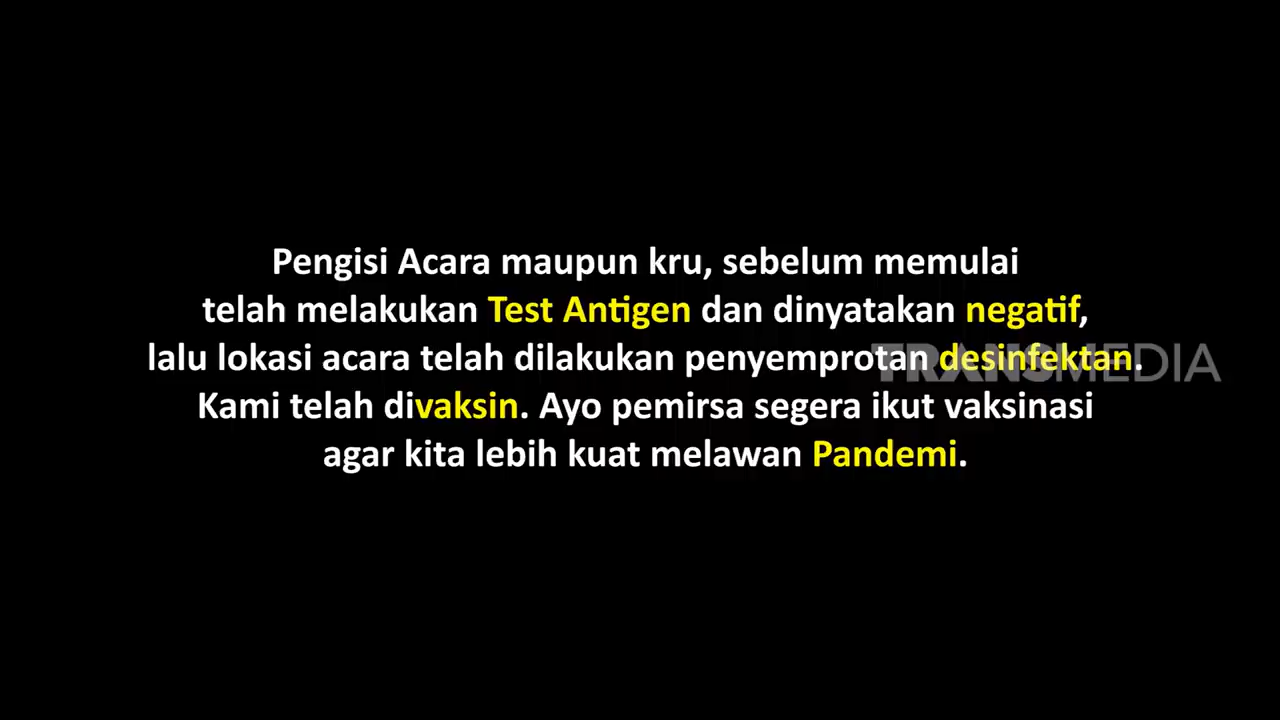 Pengisi Acara maupun kru, sebelum memulai
telah melakukan Test Antigen dan dinyatakan negatif,
lalu lokasi acara telah dilakukan penyemprotan desinfektan.
TRANSMEDIA
Kami telah divaksin. Ayo pemirsa segera ikut vaksinasi
agar kita lebih kuat melawan Pandemi.